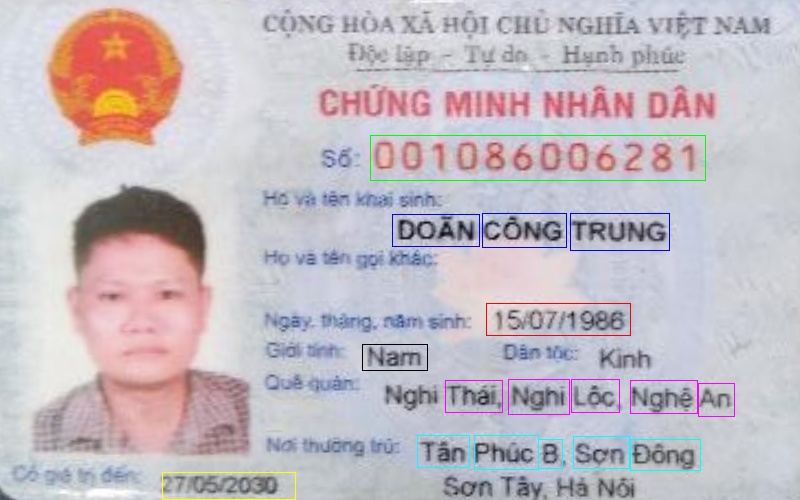 CỘNG HÒA XÃ HỘI CHỦ NGHĨA VIỆT NAM
Độc lập - Tự do - Hạnh phúc
CHỨNG MINH NHÂN DÂN
Số: 001086006281
Họ và tên khai sinh:
DOÃN CÔNG TRUNG
Họ và tên gọi khác:
Ngày, tháng, năm sinh: 15/07/1986
Giới tính: Nam Dân tộc: Kinh
Quê quán: Nghi Thái, Nghi Lộc, Nghệ An
Nơi thường trú: Tân Phúc B, Sơn Đông
Sơn Tây, Hà Nội
Có giá trị đến: 27/05/2030